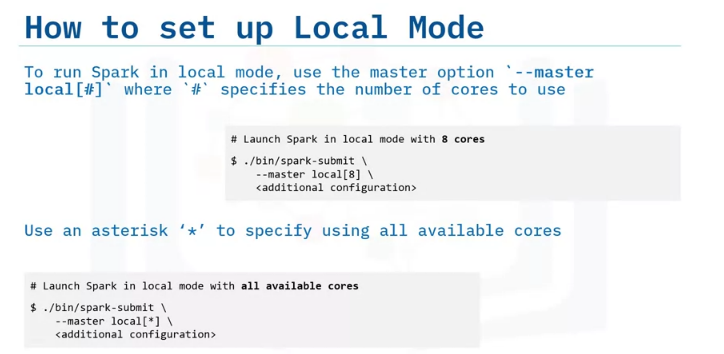 How to set up Local Mode
To run Spark in local mode, use the master option `--master
local[#]` where `#` specifies the number of cores to use
# Launch Spark in local mode with 8 cores
$ ./bin/spark-submit \
--master local[8] \
<additional configuration>
Use an asterisk ‘*’ to specify using all available cores
# Launch Spark in local mode with all available cores
$ ./bin/spark-submit \
--master local[*] \
<additional configuration>